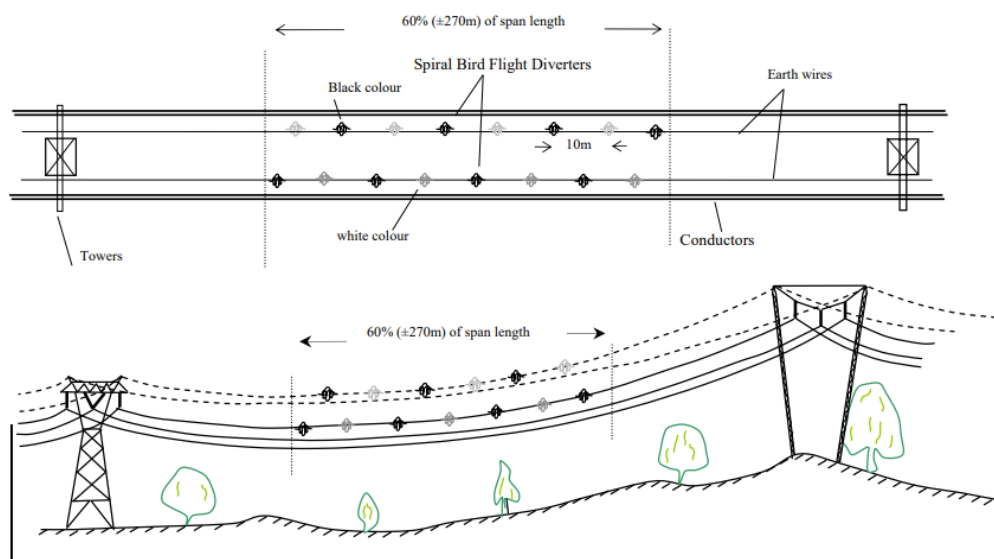 60% (±270m) of span length
Spiral Bird Flight Diverters
Black colour
Earth wires
10m
white colour
Conductors
Towers
60% (±270m) of span length